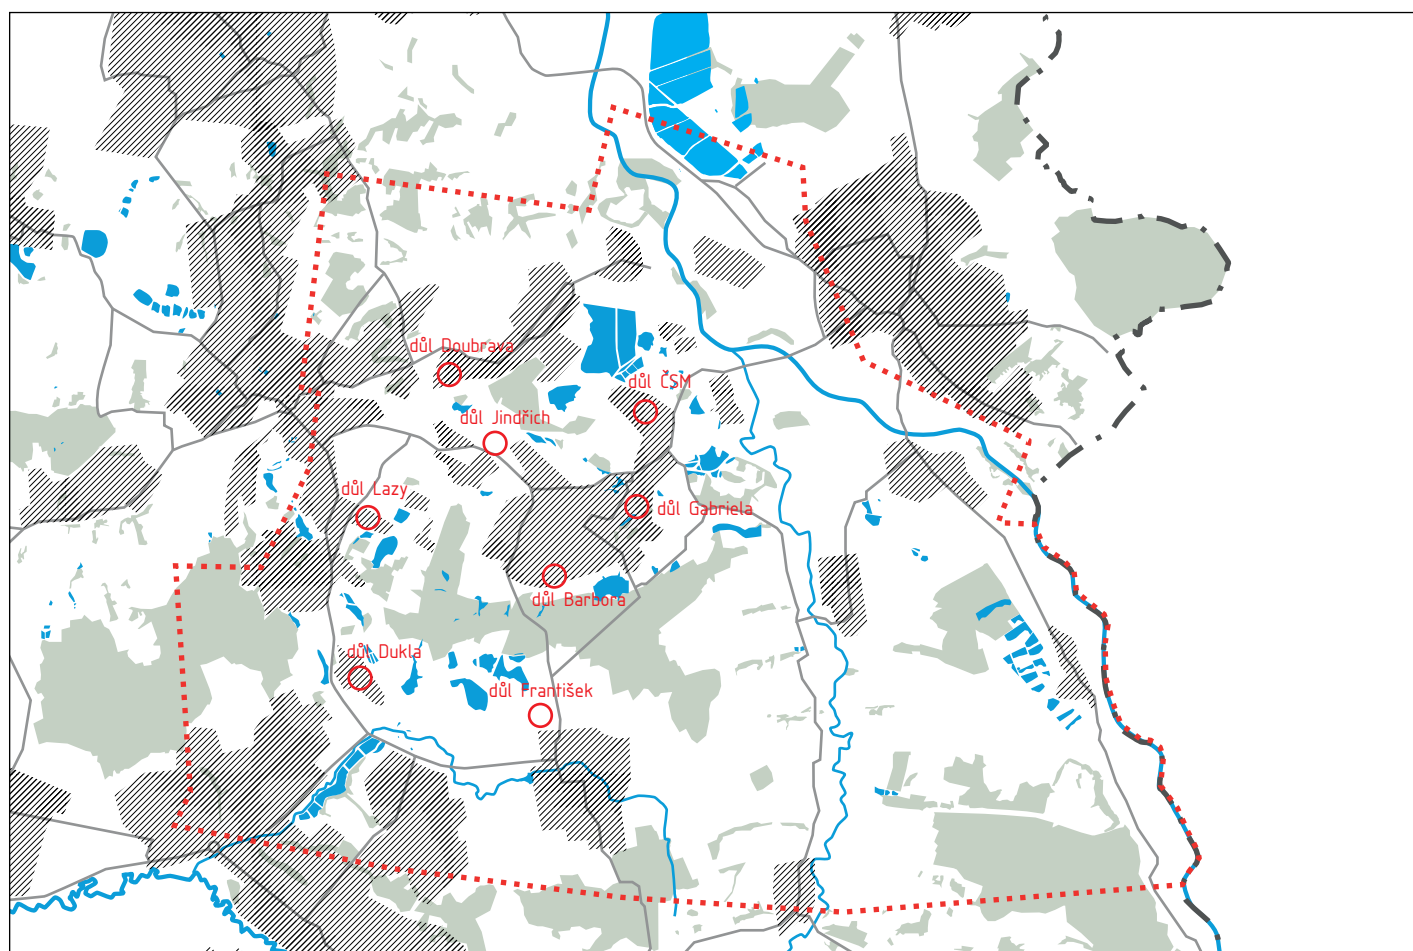 důl Doubrava
důl ČSM
důl Jindřich
důl Lazy
důl Gabriela
důl Barbora
důl Dukla
důl František